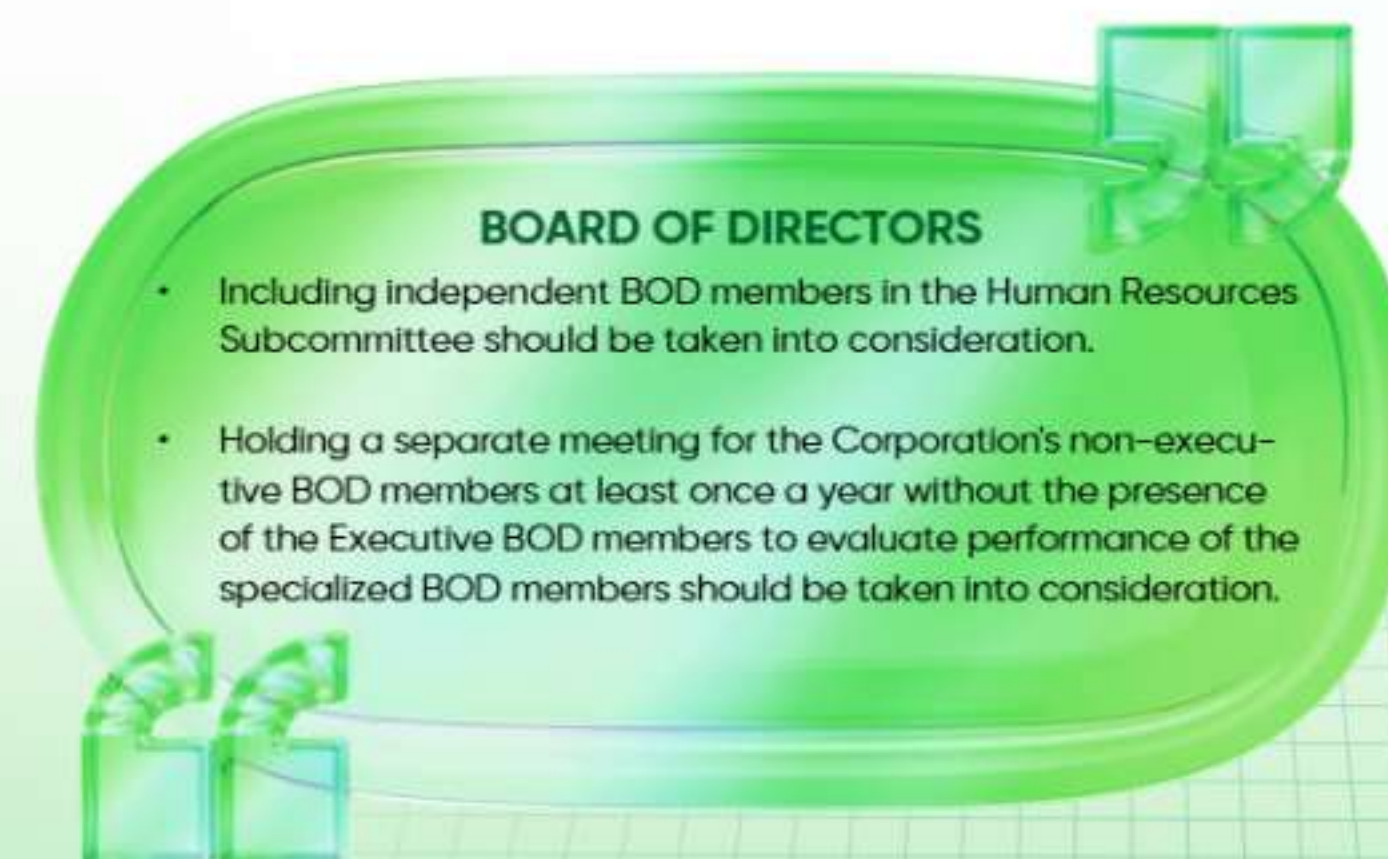 BOARD OF DIRECTORS
• Including independent BOD members in the Human Resources
Subcommittee should be taken into consideration.
• Holding a separate meeting for the Corporation's non-execu-
tive BOD members at least once a year without the presence
of the Executive BOD members to evaluate performance of the
specialized BOD members should be taken into consideration.